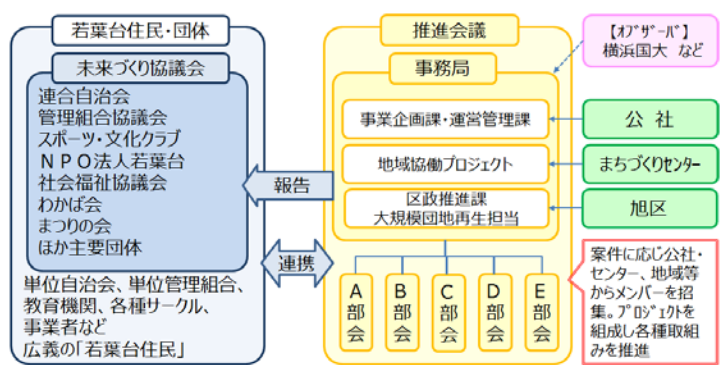 若葉台住民・団体
未来づくり協議会
連合自治会
管理組合協議会
スポーツ・文化クラブ
NPO法人若葉台
社会福祉協議会
わかば会
まつりの会
ほか主要団体
単位自治会、単位管理組合、
教育機関、各種サークル、
事業者など
広義の「若葉台住民」
報告
連携
推進会議
事務局
事業企画課・運営管理課
地域協働プロジェクト
区政推進課
大規模団地再生担当
A部会
B部会
C部会
D部会
E部会
【オブザーバ】
横浜国大 など
公 社
まちづくりセンター
旭区
案件に応じ公社・
センター、地域等
からメンバーを招
集。プロジェクトを
組成し各種取組
みを推進